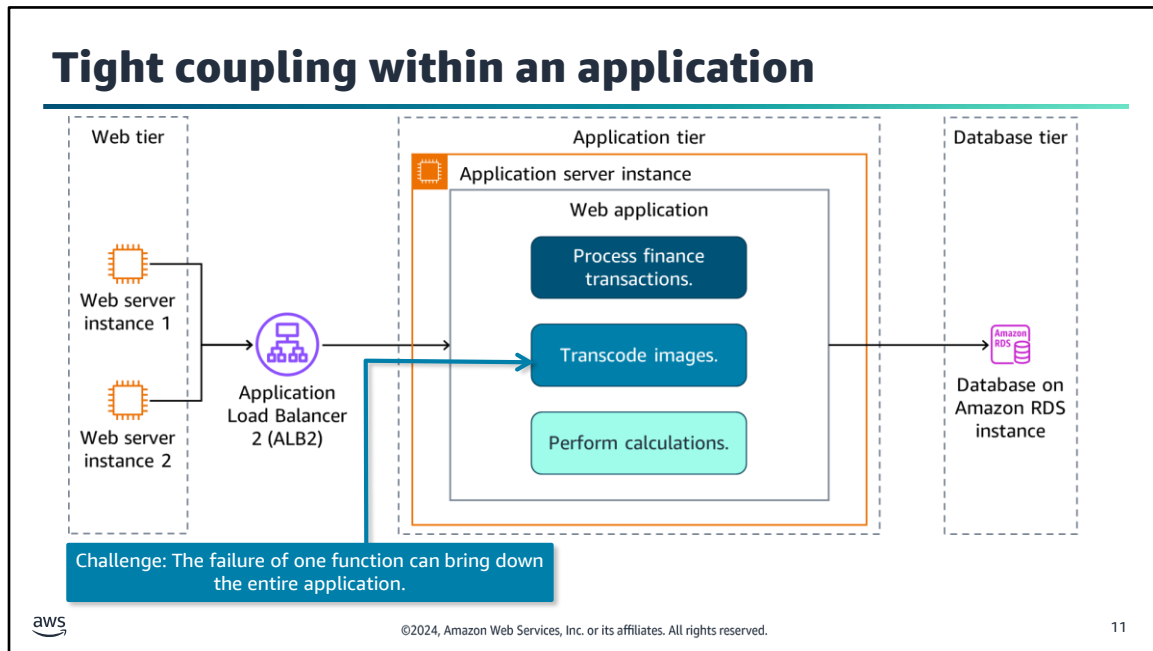 Tight coupling within an application
Web tier
Application tier
Database tier
Application server instance
Web application
Process finance
transactions.
Web server
instance 1
Transcode images.
Amazon
RDS
Application
Load Balancer
2 (ALB2)
Database on
Amazon RDS
instance
Web server
instance 2
Perform calculations.
Challenge: The failure of one function can bring down
the entire application.
aws
©2024, Amazon Web Services, Inc. or its affiliates. All rights reserved.
11